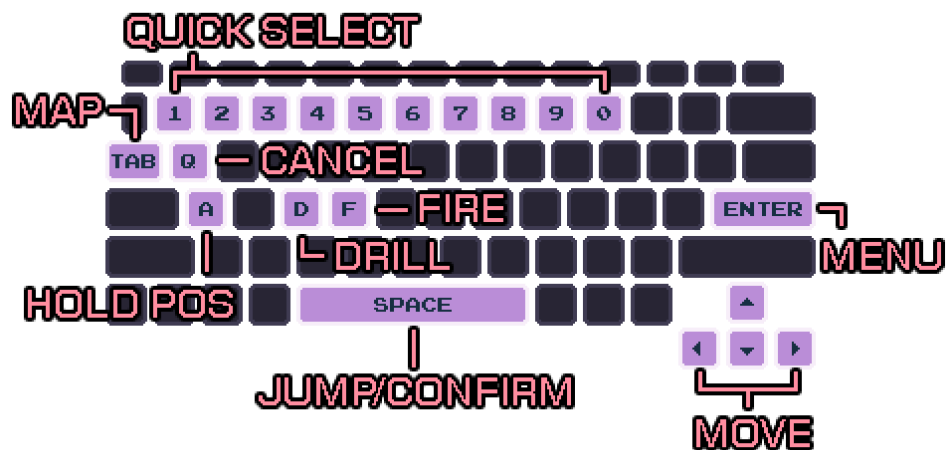 QUICK SELECT
MAP
1 2 3 4 5 6 7 8 9 0
TAB Q CANCEL
A D F FIRE ENTER
DRILL MENU
HOLD POS SPACE
JUMP/CONFIRM
MOVE